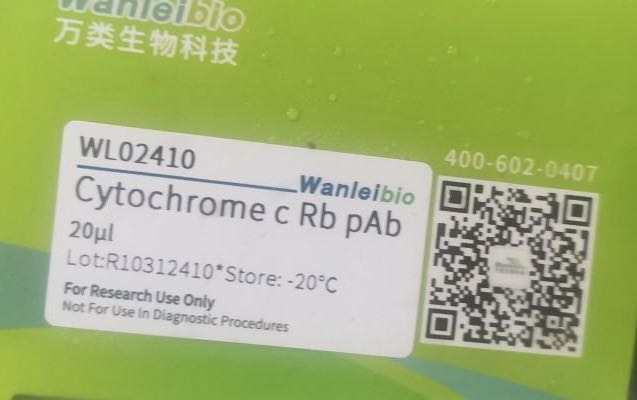 Wanleibio
万类生物科技
WL02410
Wanleibio
Cytochrome c Rb pAb
20μl
Lot:R10312410*Store: -20°C
For Research Use Only
Not For Use In Diagnostic Procedures
400-602-0407